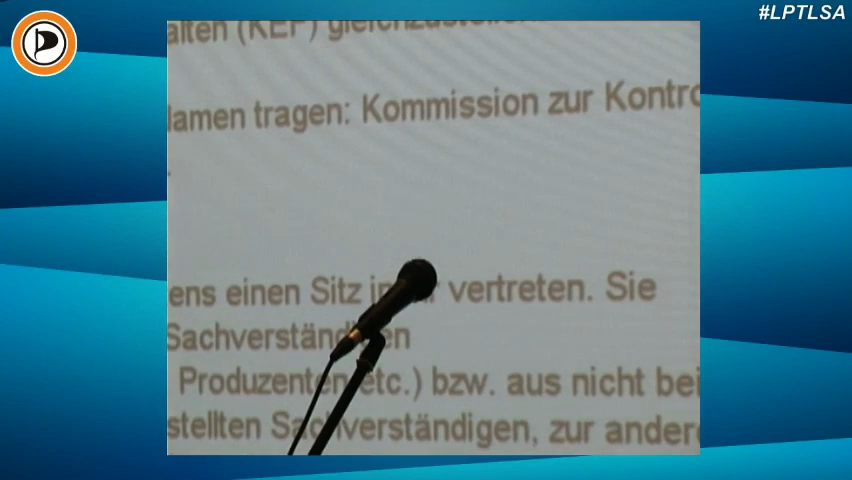 #LPTLSA
alten (KEF) gleichzustellen
Namen tragen: Kommission zur Kontro
ens einen Sitz in ihr vertreten. Sie
Sachverständigen
Produzenten etc.) bzw. aus nicht bei
stellten Sachverständigen, zur andere